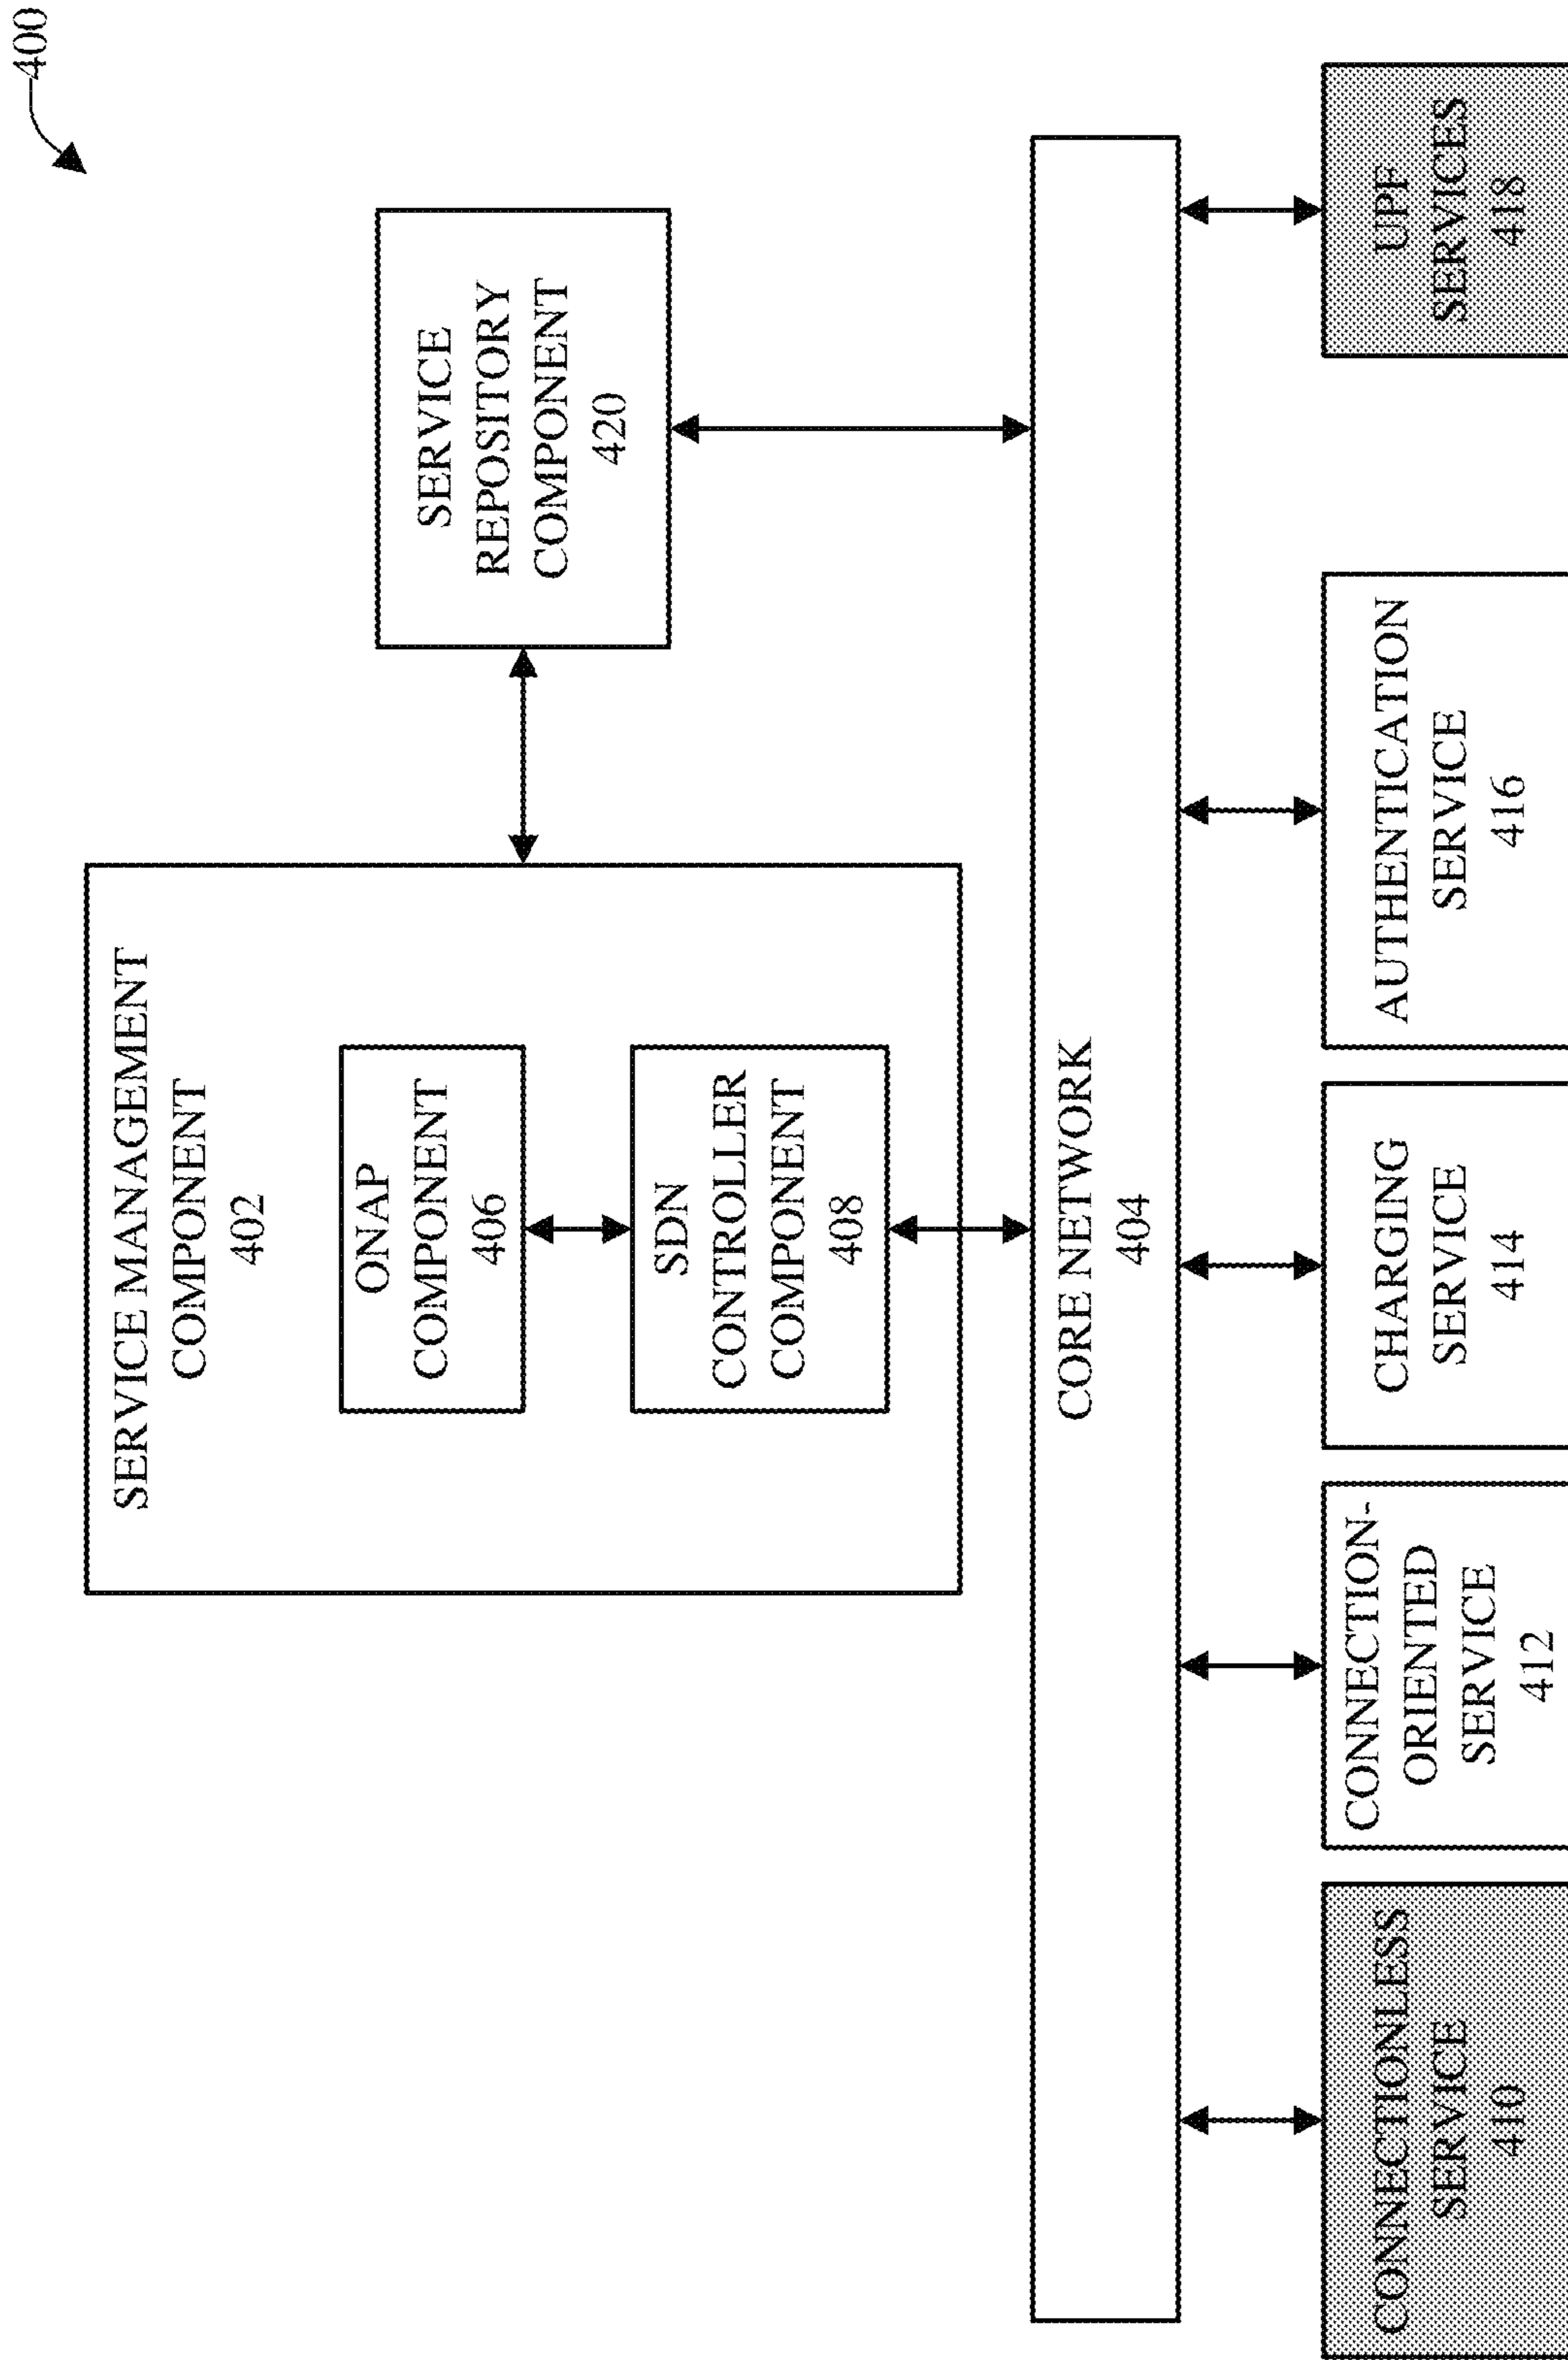 400
SERVICE MANAGEMENT
COMPONENT
402
ONAP
COMPONENT
406
SDN
CONTROLLER
COMPONENT
408
SERVICE
REPOSITORY
COMPONENT
420
CORE NETWORK
404
CONNECTIONLESS
SERVICE
410
CONNECTION-
ORIENTED
SERVICE
412
CHARGING
SERVICE
414
AUTHENTICATION
SERVICE
416
UPF
SERVICES
418